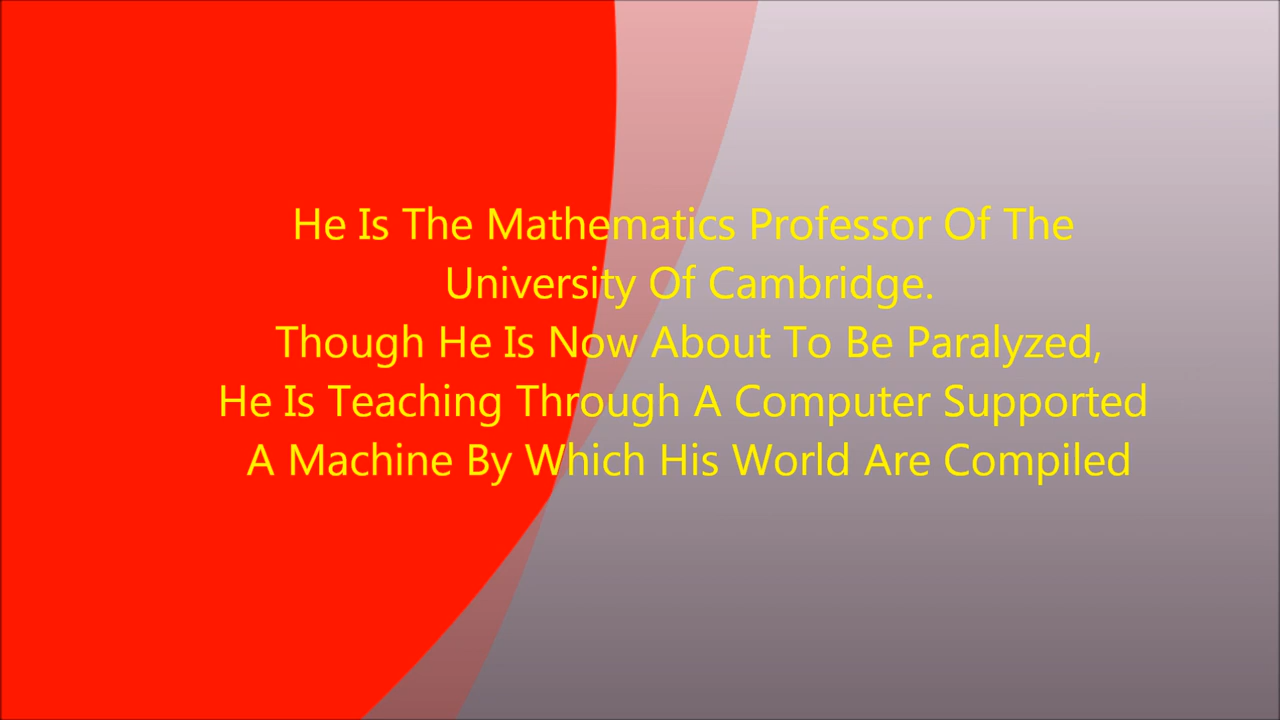 He Is The Mathematics Professor Of The
University Of Cambridge.
Though He Is Now About To Be Paralyzed,
He Is Teaching Through A Computer Supported
A Machine By Which His World Are Compiled